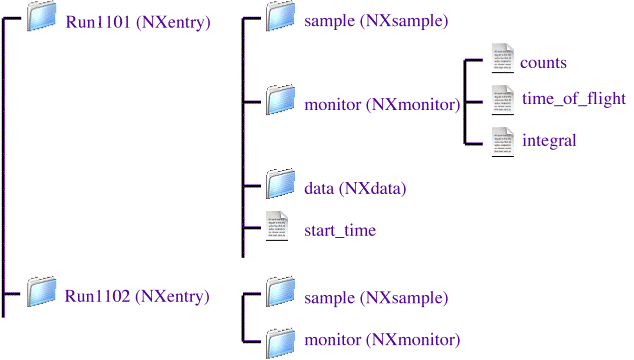 Run1101 (NXentry)
sample (NXsample)
monitor (NXmonitor)
counts
time_of_flight
integral
data (NXdata)
start_time
Run1102 (NXentry)
sample (NXsample)
monitor (NXmonitor)